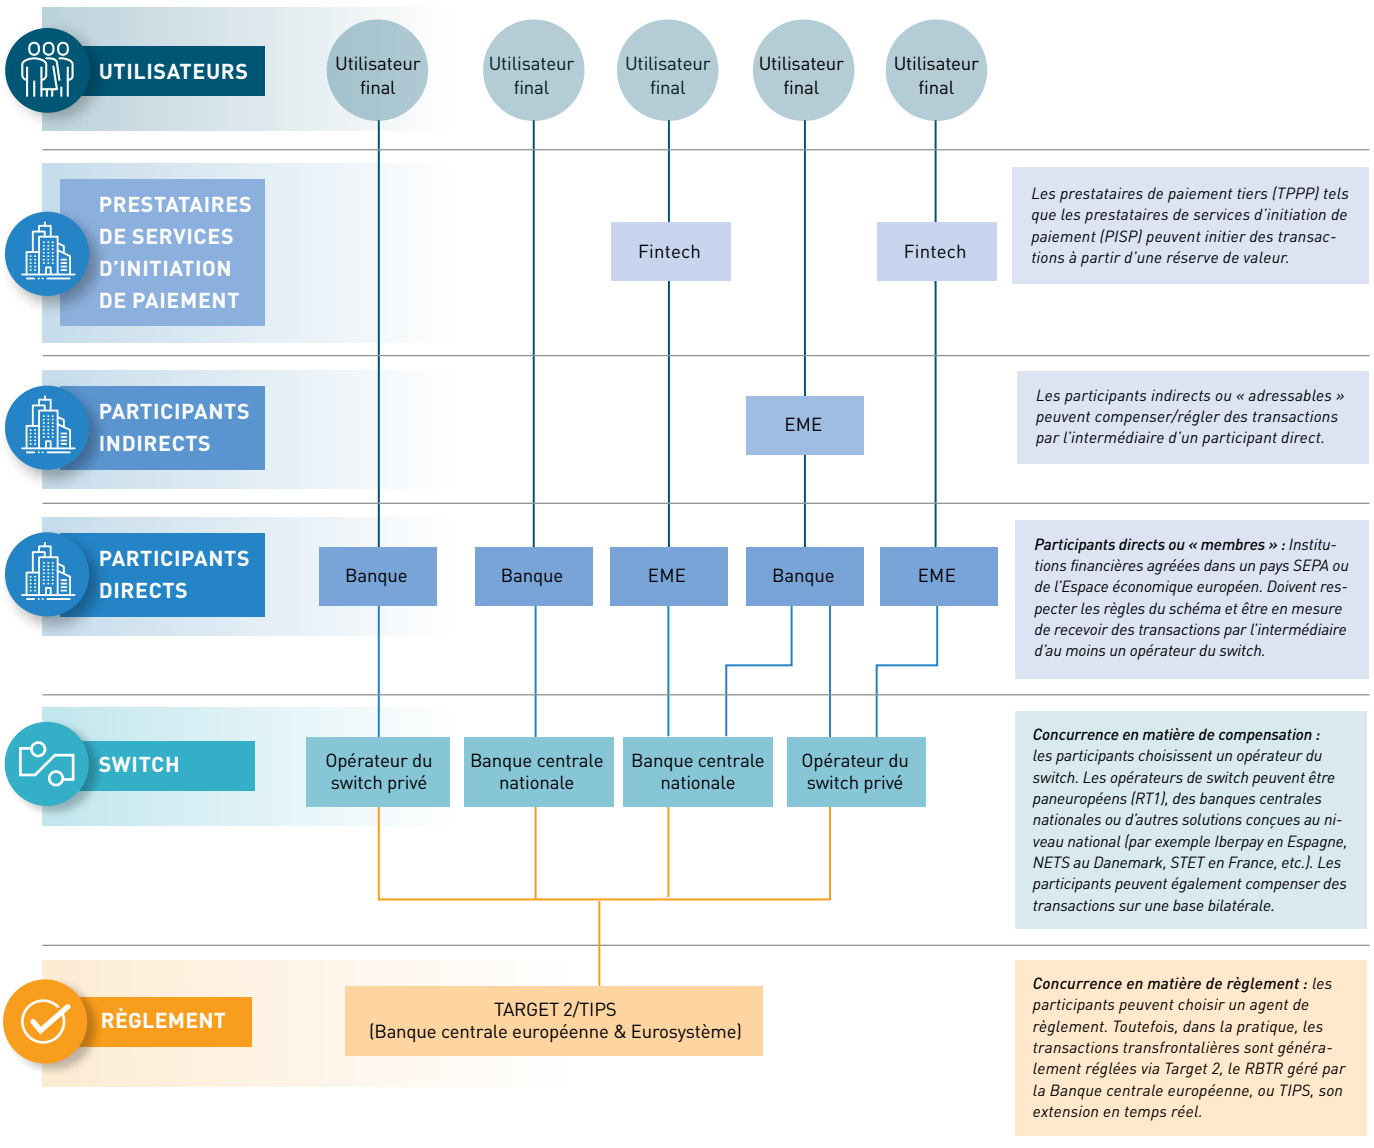 UTILISATEURS
Utilisateur
final
Utilisateur
final
Utilisateur
final
Utilisateur
final
Utilisateur
final
PRESTATAIRES
DE SERVICES
D'INITIATION
DE PAIEMENT
Fintech
Fintech
Les prestataires de paiement tiers (TPPP) tels
que les prestataires de services d'initiation de
paiement (PISP) peuvent initier des transac-
tions à partir d'une réserve de valeur.
PARTICIPANTS
INDIRECTS
EME
Les participants indirects ou « adressables »
peuvent compenser/régler des transactions
par l'intermédiaire d'un participant direct.
PARTICIPANTS
DIRECTS
Banque
Banque
EME
Banque
EME
Participants directs ou « membres » : Institu-
tions financières agréées dans un pays SEPA ou
de l'Espace économique européen. Doivent res-
pecter les règles du schéma et être en mesure
de recevoir des transactions par l'intermédiaire
d'au moins un opérateur du switch.
SWITCH
Opérateur du
switch privé
Banque centrale
nationale
Banque centrale
nationale
Opérateur du
switch privé
Concurrence en matière de compensation :
les participants choisissent un opérateur du
switch. Les opérateurs de switch peuvent être
paneuropéens (RT1), des banques centrales
nationales ou d'autres solutions conçues au ni-
veau national (par exemple Iberpay en Espagne,
NETS au Danemark, STET en France, etc.). Les
participants peuvent également compenser des
transactions sur une base bilatérale.
RÈGLEMENT
TARGET 2/TIPS
(Banque centrale européenne & Eurosystème)
Concurrence en matière de règlement : les
participants peuvent choisir un agent de
règlement. Toutefois, dans la pratique, les
transactions transfrontalières sont généra-
lement réglées via Target 2, le RBTR géré par
la Banque centrale européenne, ou TIPS, son
extension en temps réel.